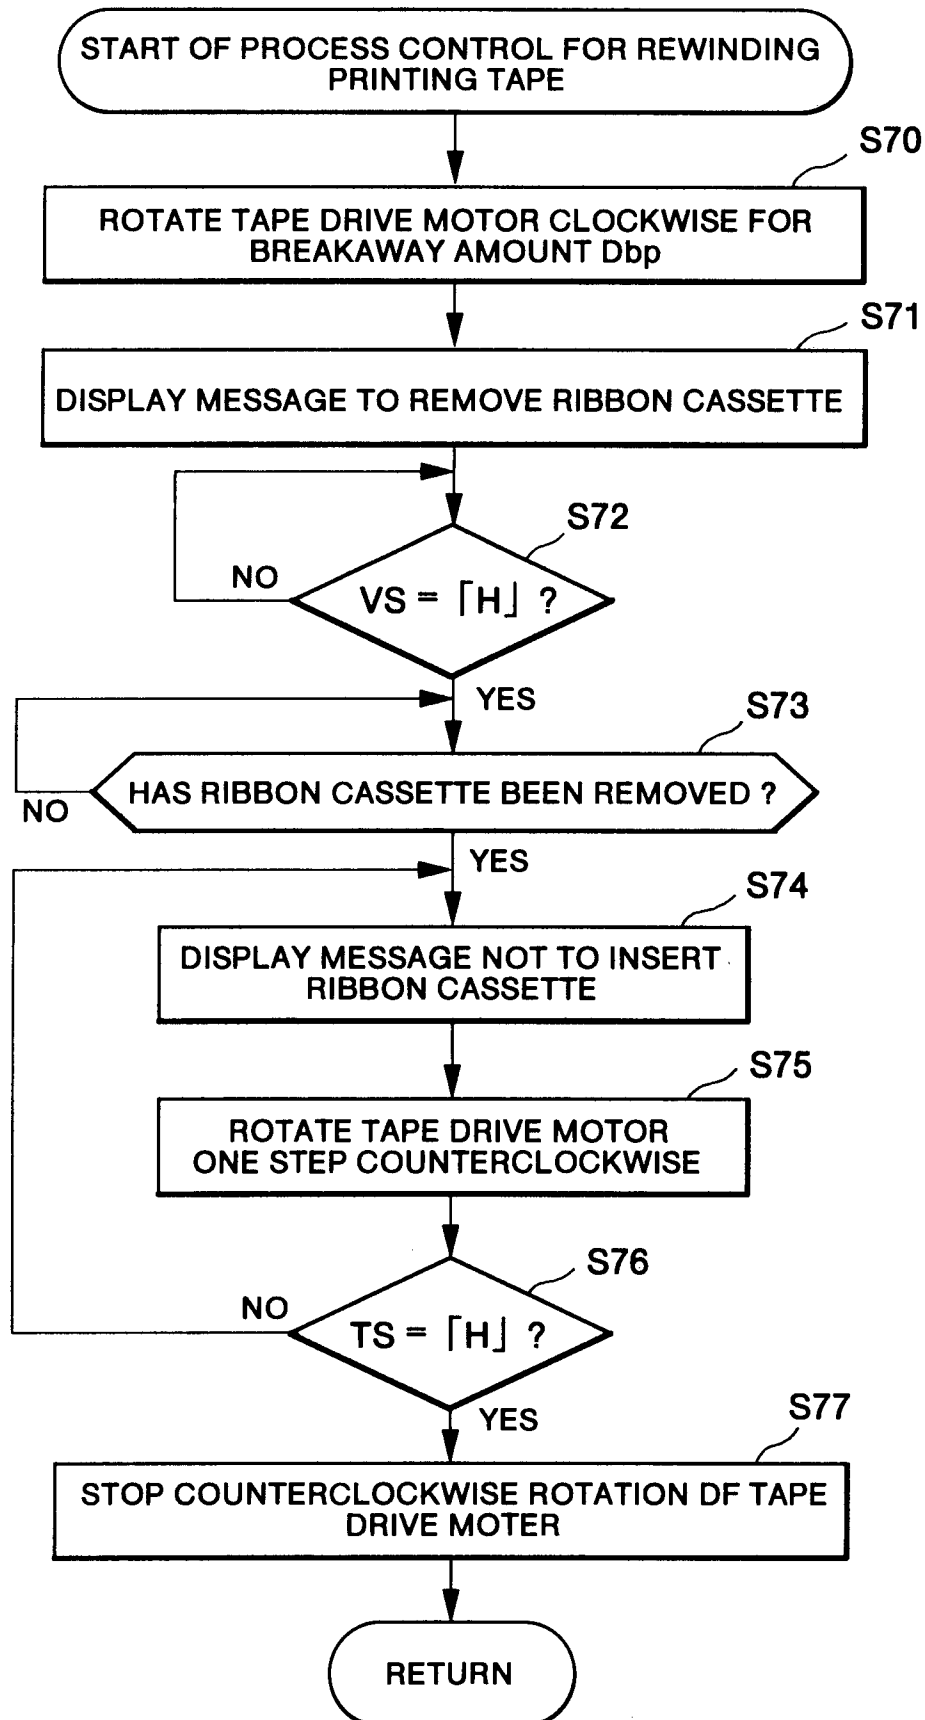 START OF PROCESS CONTROL FOR REWINDING
PRINTING TAPE
S70
ROTATE TAPE DRIVE MOTOR CLOCKWISE FOR
BREAKAWAY AMOUNT Dbp
S71
DISPLAY MESSAGE TO REMOVE RIBBON CASSETTE
S72
NO
VS = ⌈H⌋ ?
YES
S73
HAS RIBBON CASSETTE BEEN REMOVED ?
NO
YES
S74
DISPLAY MESSAGE NOT TO INSERT
RIBBON CASSETTE
S75
ROTATE TAPE DRIVE MOTOR
ONE STEP COUNTERCLOCKWISE
S76
NO
TS = ⌈H⌋ ?
YES
S77
STOP COUNTERCLOCKWISE ROTATION DF TAPE
DRIVE MOTER
RETURN